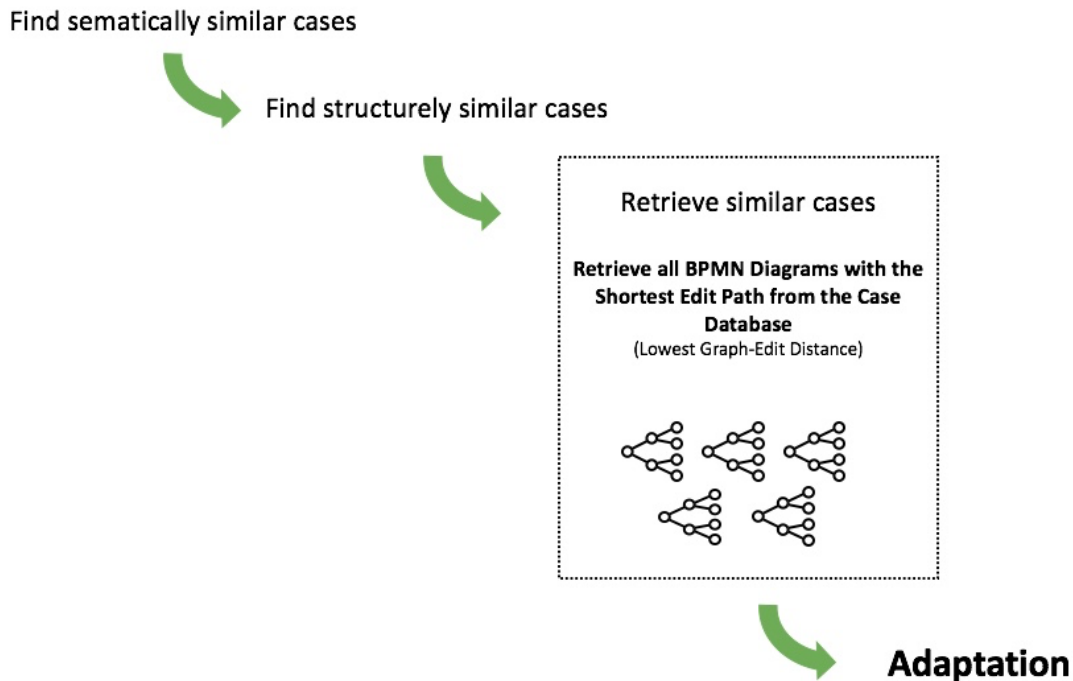 Find sematically similar cases
Find structurely similar cases
Retrieve similar cases
Retrieve all BPMN Diagrams with the
Shortest Edit Path from the Case
Database
(Lowest Graph-Edit Distance)
Adaptation